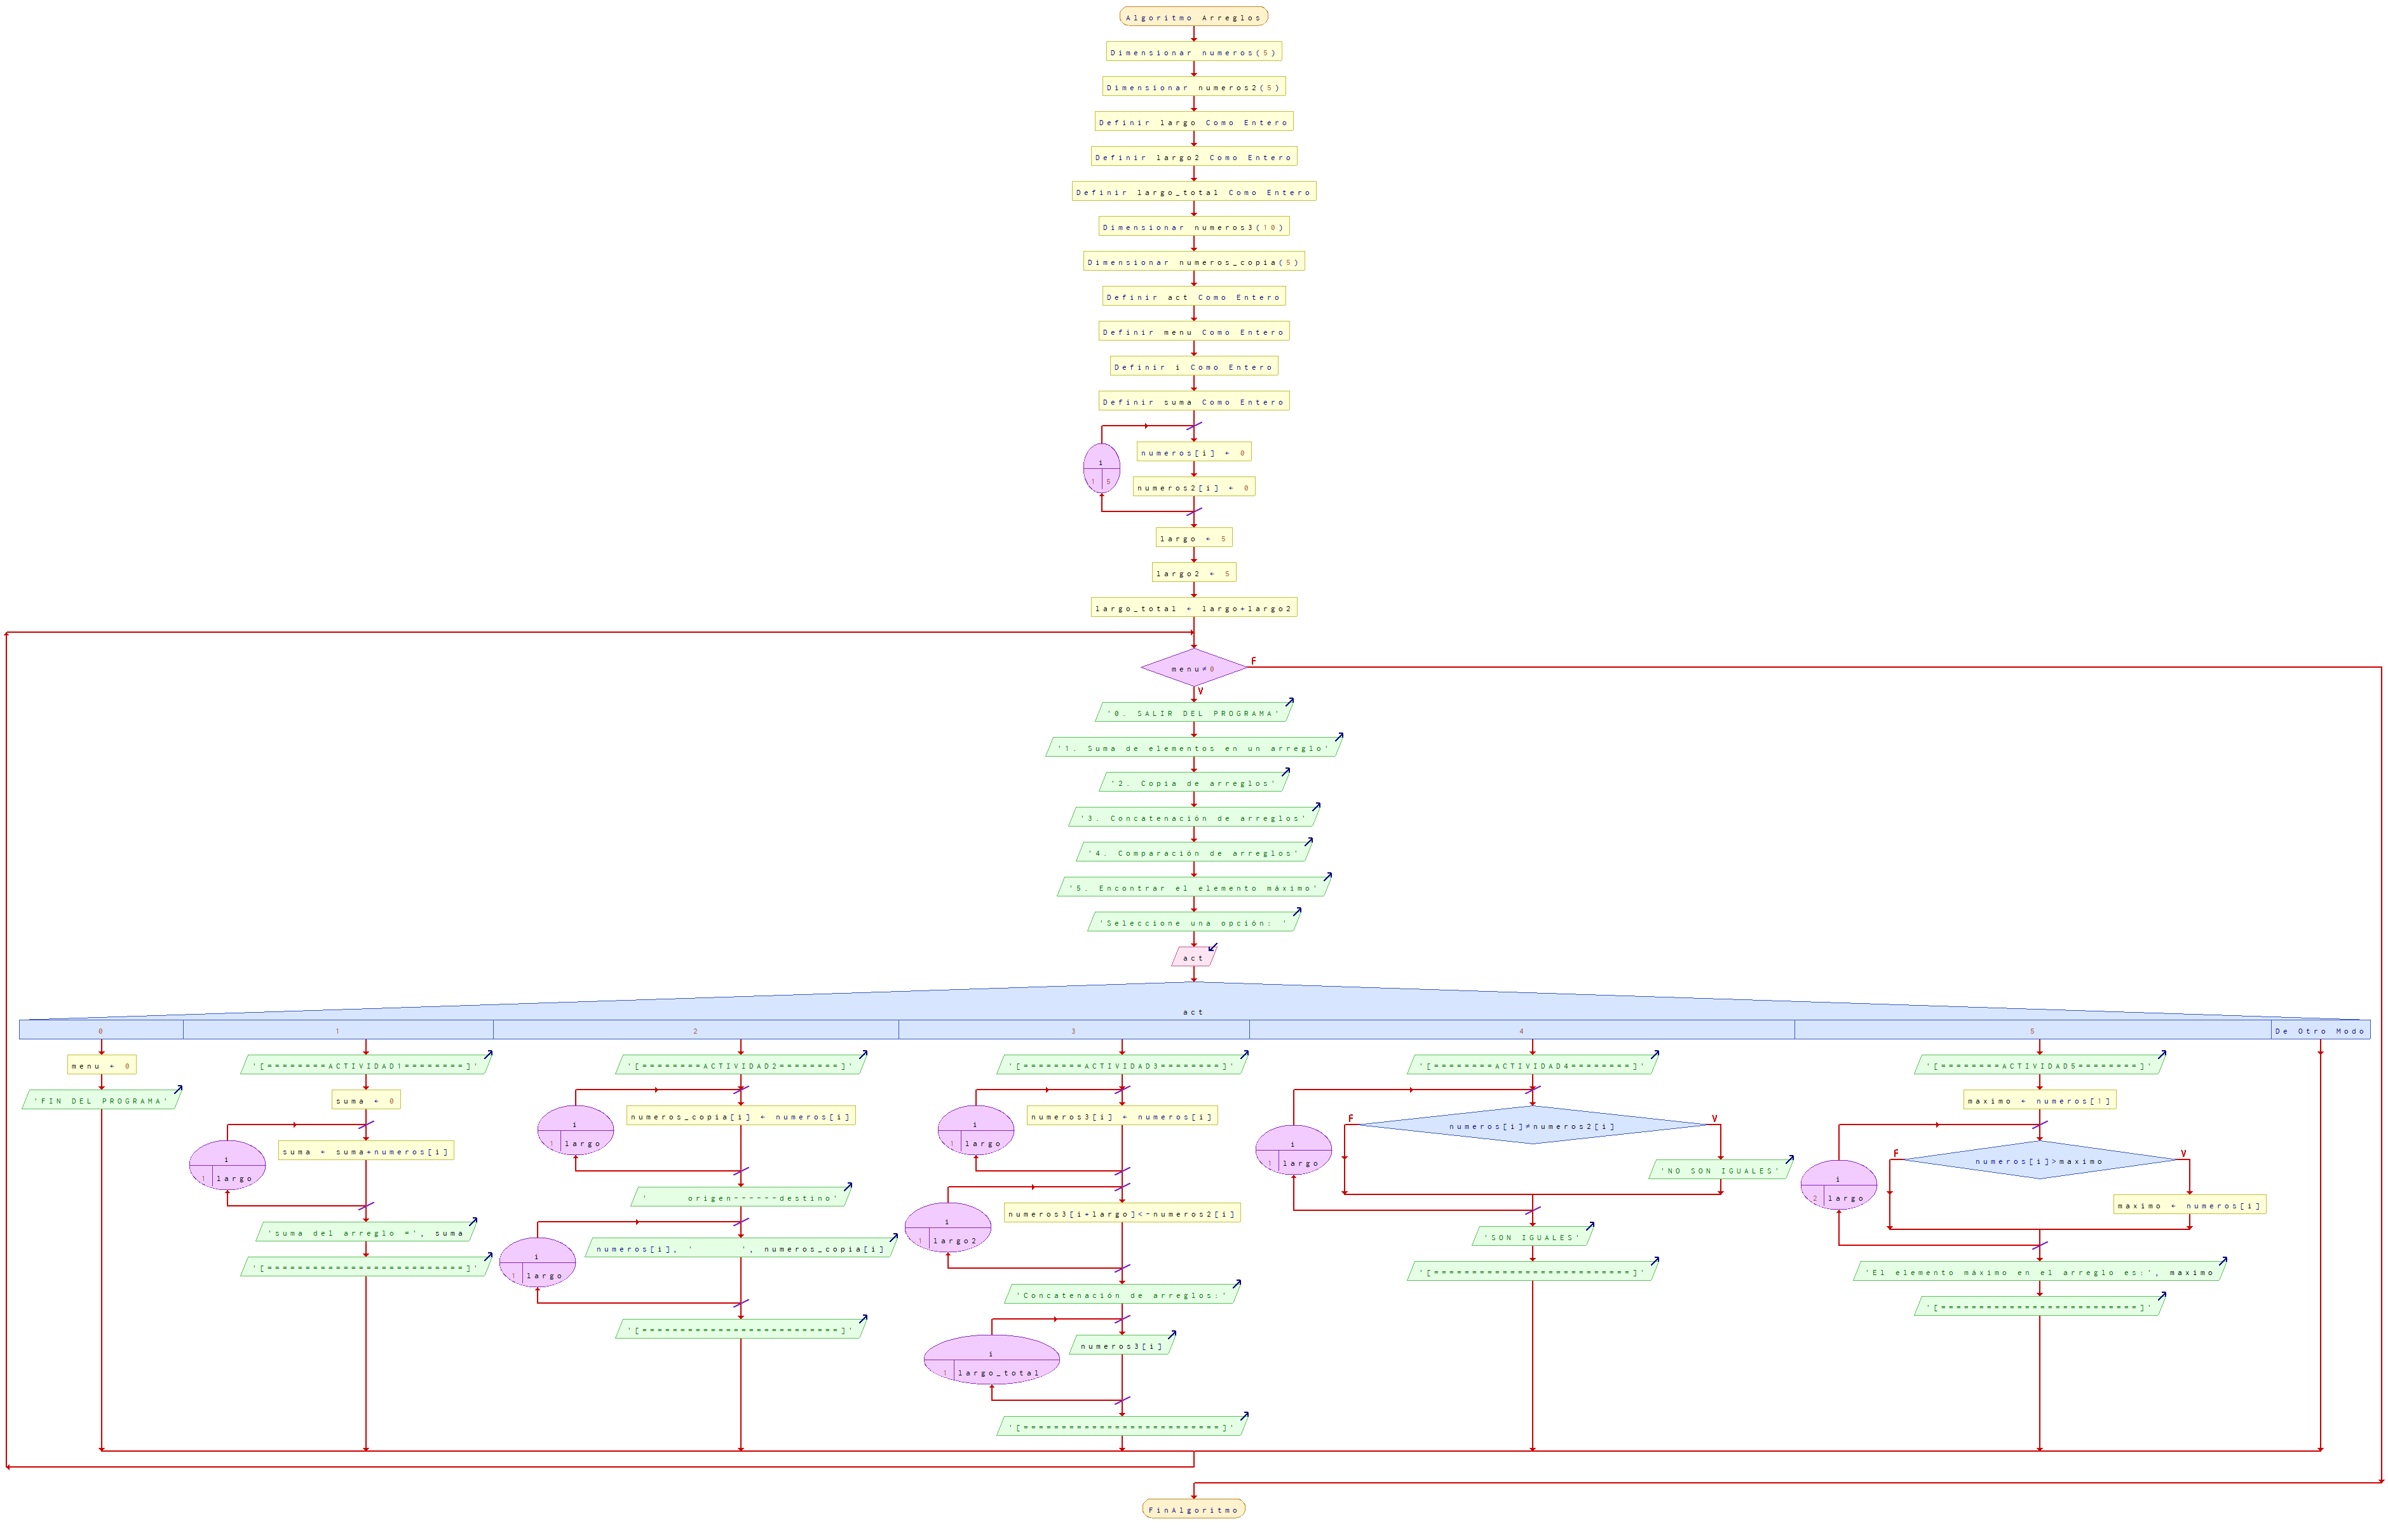 Algoritmo Arreglos
Dimensionar numeros(5)
Dimensionar numeros2(5)
Definir largo Como Entero
Definir largo2 Como Entero
Definir largo_total Como Entero
Dimensionar numeros3(10)
Dimensionar numeros_copia(5)
Definir act Como Entero
Definir menu Como Entero
Definir i Como Entero
Definir suma Como Entero
i
1 5
numeros[i] ← 0
numeros2[i] ← 0
largo ← 5
largo2 ← 5
largo_total ← largo+largo2
menu≠0
F
V
'0. SALIR DEL PROGRAMA'
'1. Suma de elementos en un arreglo'
'2. Copia de arreglos'
'3. Concatenación de arreglos'
'4. Comparación de arreglos'
'5. Encontrar el elemento máximo'
'Seleccione una opción: '
act
act
0
1
2
3
4
5
De Otro Modo
menu ← 0
'FIN DEL PROGRAMA'
'[========ACTIVIDAD1========]'
suma ← 0
i
1 largo
suma ← suma+numeros[i]
'suma del arreglo =', suma
'[==========================]'
'[========ACTIVIDAD2========]'
i
1 largo
numeros_copia[i] ← numeros[i]
'     origen------destino'
i
1 largo
numeros[i], '      ', numeros_copia[i]
'[==========================]'
'[========ACTIVIDAD3========]'
i
1 largo
numeros3[i] ← numeros[i]
i
1 largo2
numeros3[i+largo]<-numeros2[i]
'Concatenación de arreglos:'
i
1 largo_total
numeros3[i]
'[==========================]'
'[========ACTIVIDAD4========]'
i
1 largo
numeros[i]≠numeros2[i]
F
V
'NO SON IGUALES'
'SON IGUALES'
'[==========================]'
'[========ACTIVIDAD5========]'
maximo ← numeros[1]
i
2 largo
numeros[i]>maximo
F
V
maximo ← numeros[i]
'El elemento máximo en el arreglo es:', maximo
'[==========================]'
FinAlgoritmo